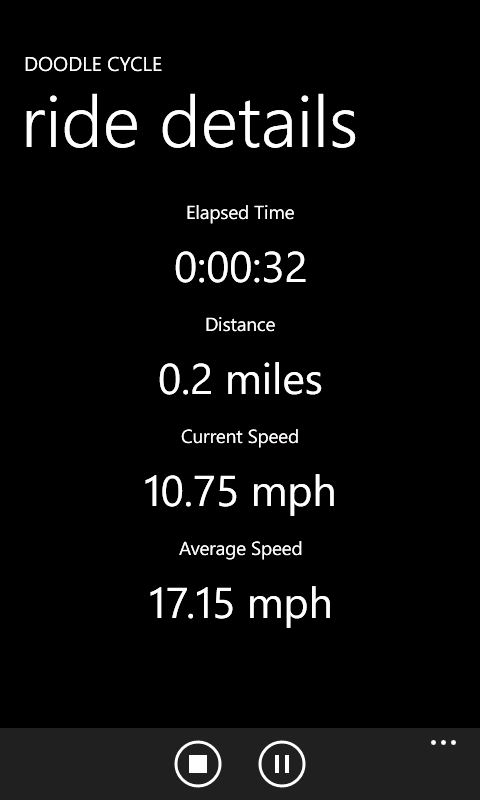 DOODLE CYCLE
ride details
Elapsed Time
0:00:32
Distance
0.2 miles
Current Speed
10.75 mph
Average Speed
17.15 mph